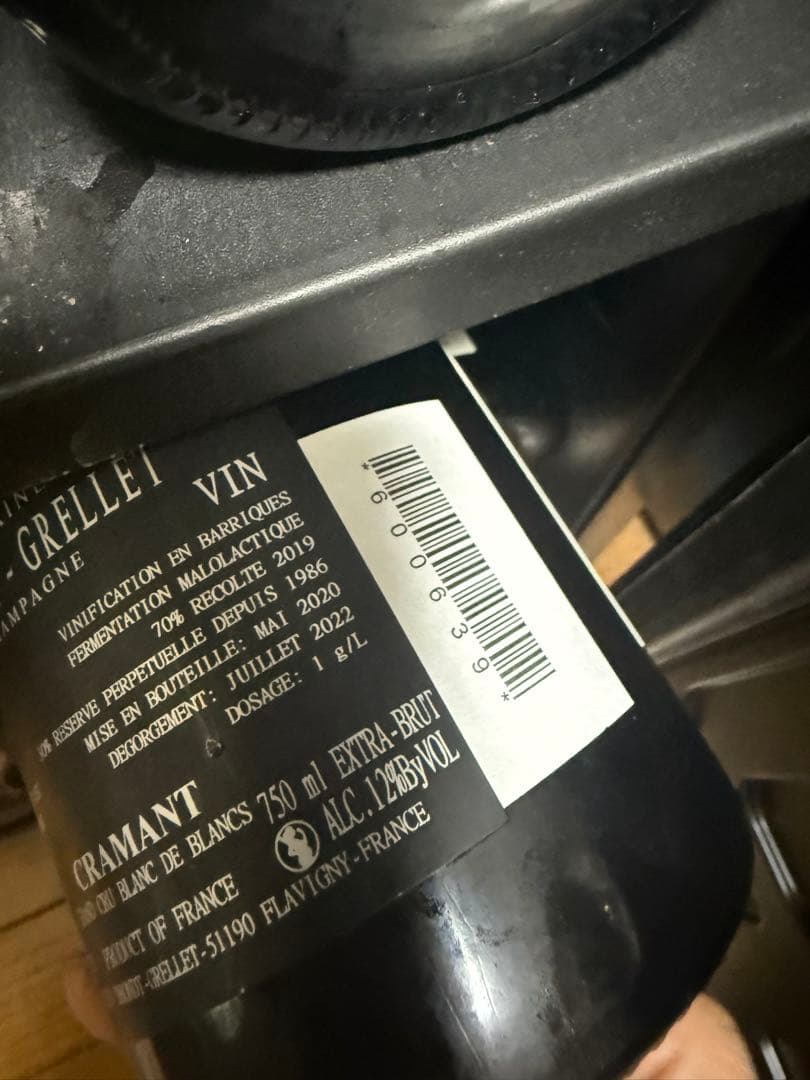 - GRELLET
VIN
VINIFICATION EN BARRIQUES
FERMENTATION MALOLACTIQUE
70% RECOLTE 2019
RESERVE PERPETUELLE DEPUIS 1986
MISE EN BOUTEILLE: MAI 2020
DEGORGEMENT: JUILLET 2022
DOSAGE: 1 g/L
CRAMANT
CRU BLANC DE BLANCS 750 ml EXTRA-BRUT
PRODUCT OF FRANCE ALC. 12%ByVOL
-GRELLET-51190 FLAVIGNY-FRANCE
*600639*